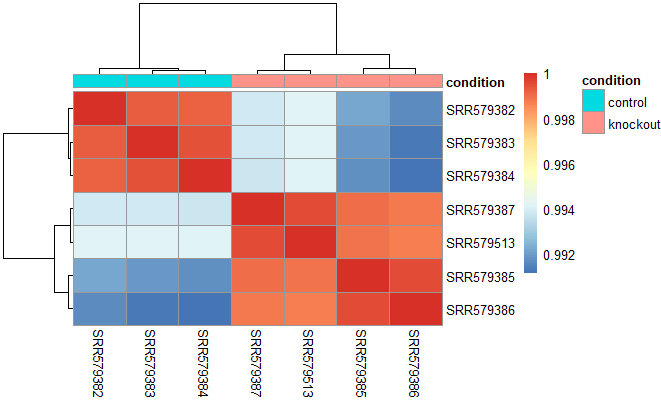 condition
SRR579382
SRR579383
SRR579384
SRR579387
SRR579513
SRR579385
SRR579386
1
0.998
0.996
0.994
0.992
condition
control
knockout
SRR579382
SRR579383
SRR579384
SRR579387
SRR579513
SRR579385
SRR579386